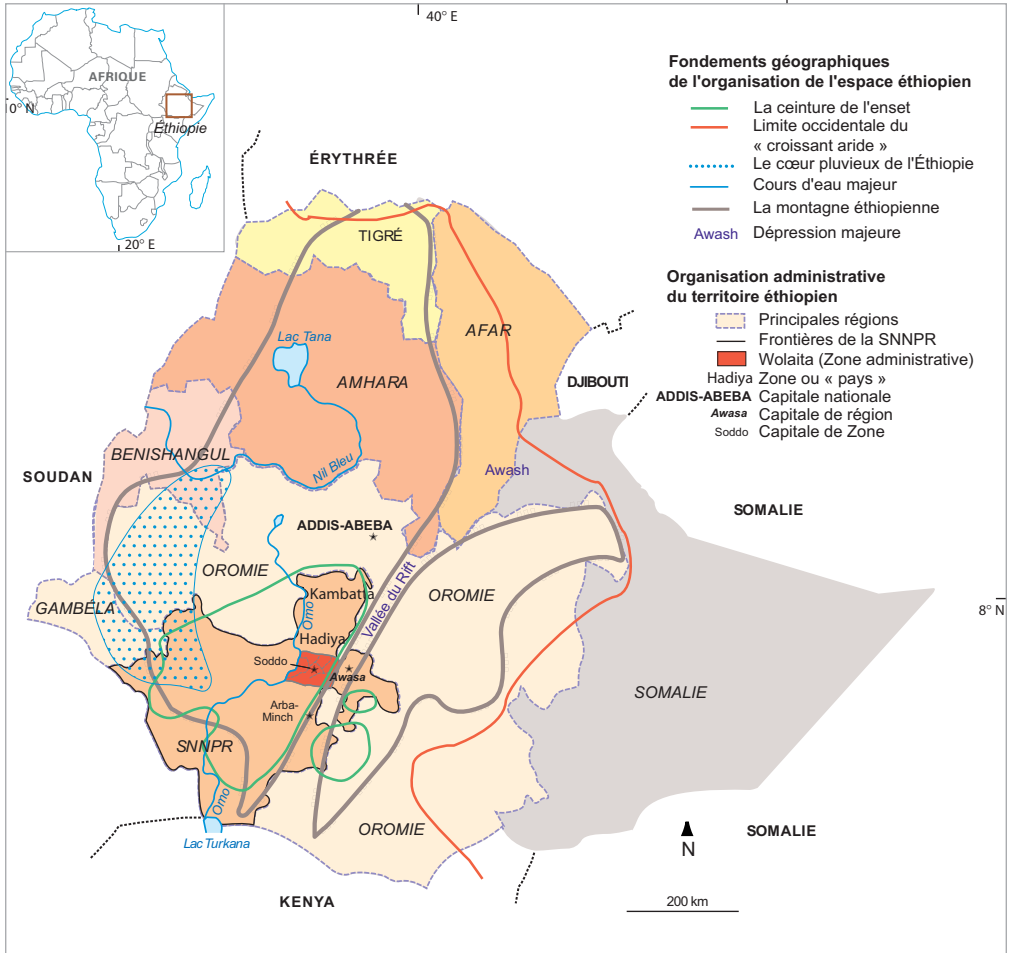 40° E
AFRIQUE
0° N
Éthiopie
20° E
Fondements géographiques
de l'organisation de l'espace éthiopien
La ceinture de l'enset
Limite occidentale du
« croissant aride »
Le cœur pluvieux de l'Éthiopie
Cours d'eau majeur
La montagne éthiopienne
Awash Dépression majeure
Organisation administrative
du territoire éthiopien
Principales régions
Frontières de la SNNPR
Wolaita (Zone administrative)
Hadiya Zone ou « pays »
ADDIS-ABEBA Capitale nationale
Awasa Capitale de région
Soddo Capitale de Zone
ÉRYTHRÉE
TIGRÉ
AFAR
Lac Tana
AMHARA
DJIBOUTI
BENISHANGUL
Nil Bleu
Awash
SOUDAN
SOMALIE
ADDIS-ABEBA
OROMIE
Kambatta
Vallée du Rift
OROMIE
GAMBÉLA
Omo
8° N
Hadiya
Soddo
Awasa
SOMALIE
Arba-
Minch
SNNPR
Omo
OROMIE
SOMALIE
Lac Turkana
N
KENYA
200 km